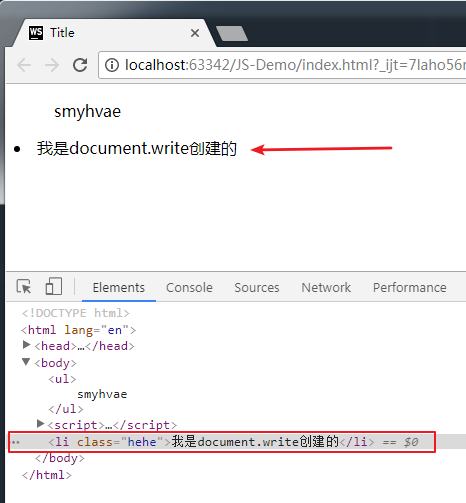 WS Title
localhost:63342/JS-Demo/index.html?_ijt=7laho56n
smyhvae
我是document.write创建的
Elements Console Sources Network Performance
<!DOCTYPE html>
<html lang="en">
<head>…</head>
<body>
<ul>
smyhvae
</ul>
<script>…</script>
<li class="hehe">我是document.write创建的</li> == $0
</body>
</html>